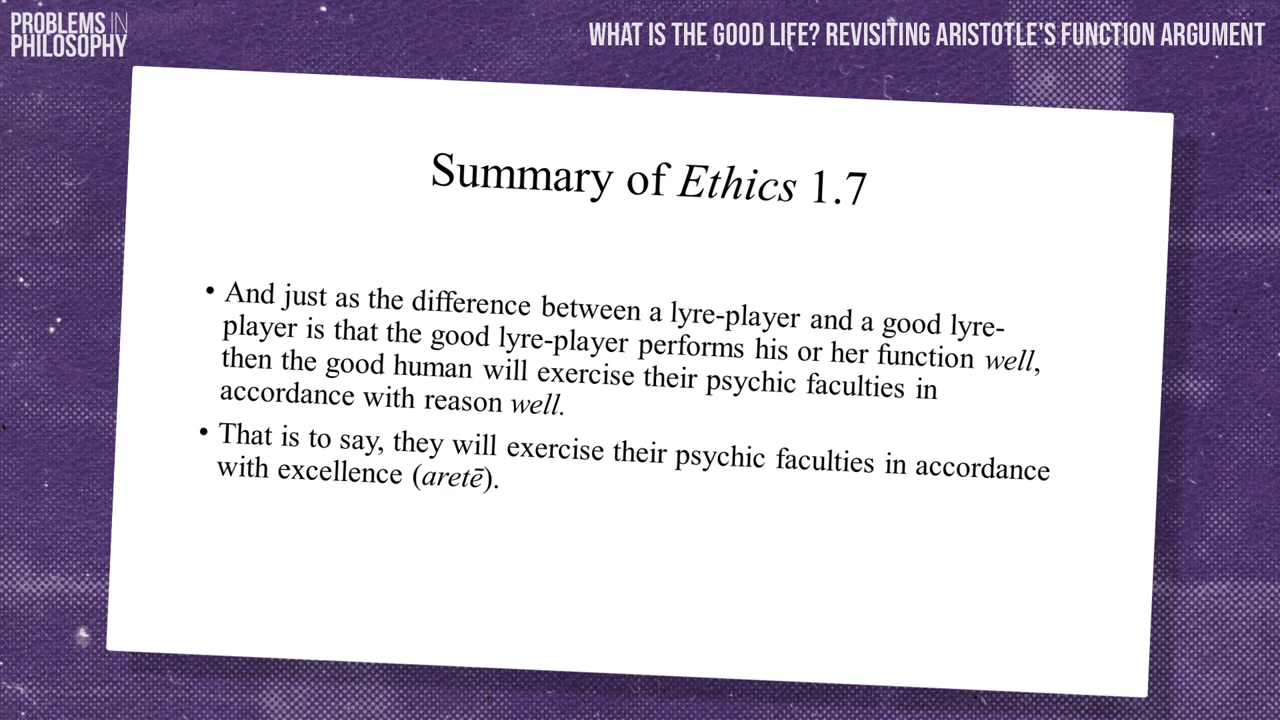 PROBLEMS IN
PHILOSOPHY
WHAT IS THE GOOD LIFE? REVISITING ARISTOTLE'S FUNCTION ARGUMENT
Summary of Ethics 1.7
• And just as the difference between a lyre-player and a good lyre-
player is that the good lyre-player performs his or her function well,
then the good human will exercise their psychic faculties in
accordance with reason well.
• That is to say, they will exercise their psychic faculties in accordance
with excellence (aretē).